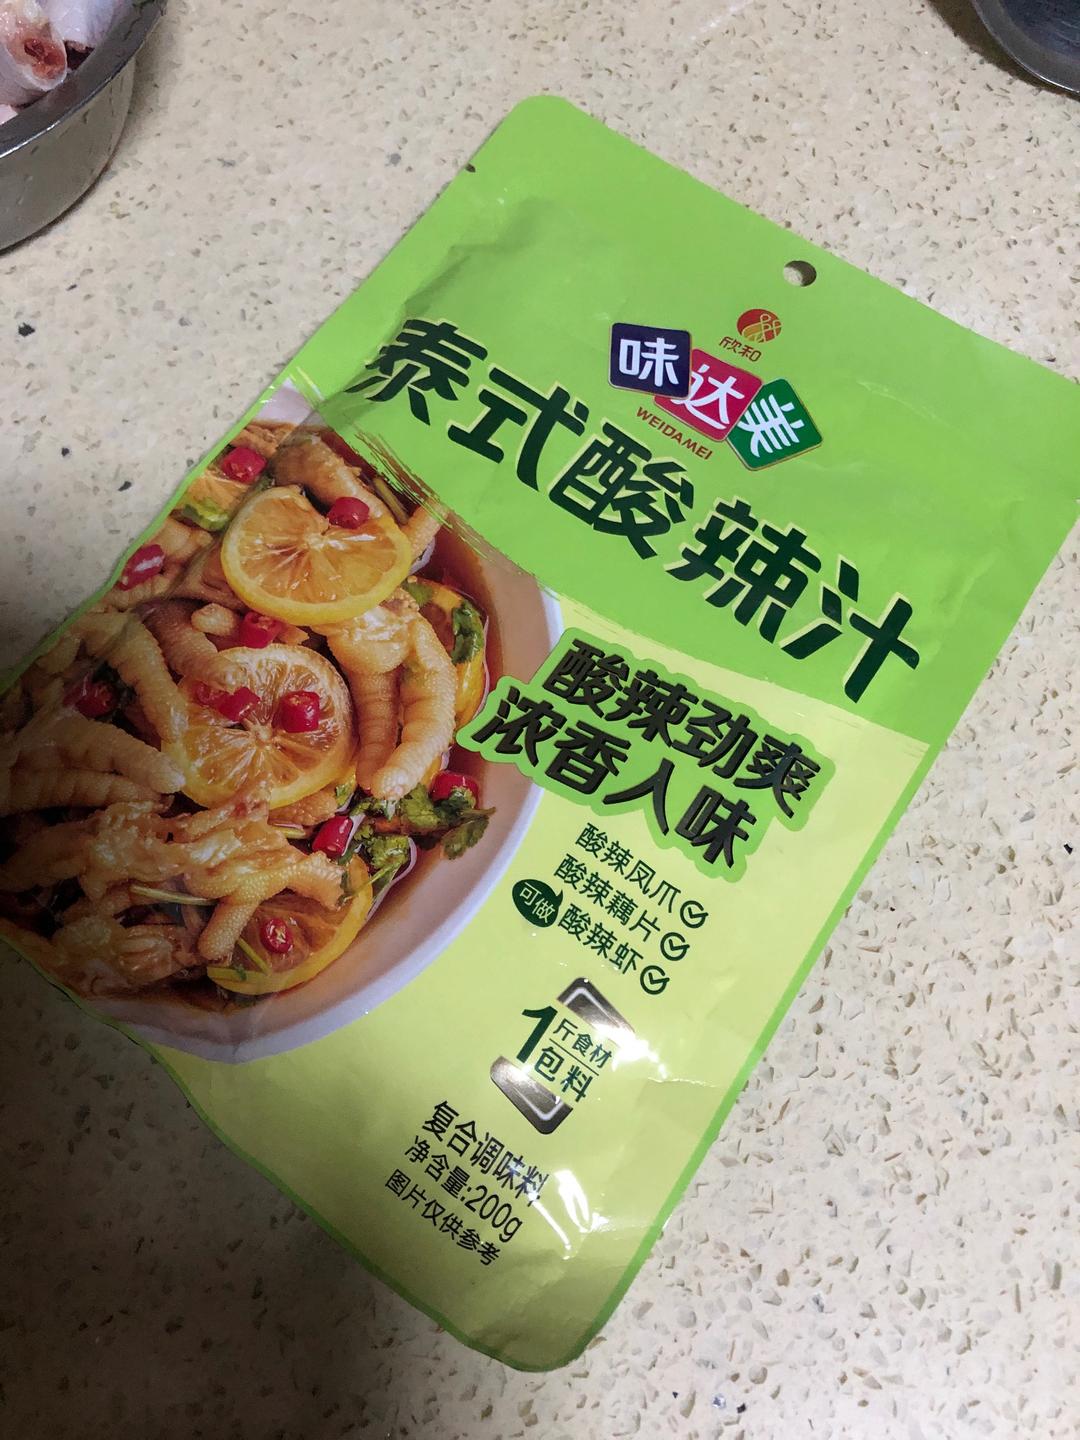 欣和
味达美
WEIDAMEI
泰式酸辣汁
酸辣劲爽
浓香入味
可做
酸辣凤爪
酸辣藕片
酸辣虾
1斤食材
1包料
复合调味料
净含量:200g
图片仅供参考